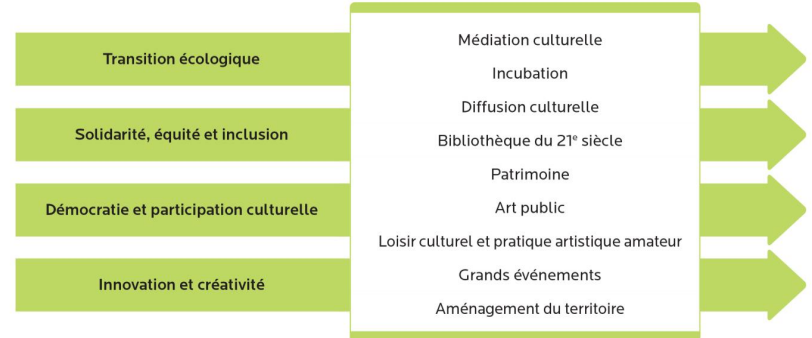 Transition écologique
Solidarité, équité et inclusion
Démocratie et participation culturelle
Innovation et créativité
Médiation culturelle
Incubation
Diffusion culturelle
Bibliothèque du 21ᵉ siècle
Patrimoine
Art public
Loisir culturel et pratique artistique amateur
Grands événements
Aménagement du territoire